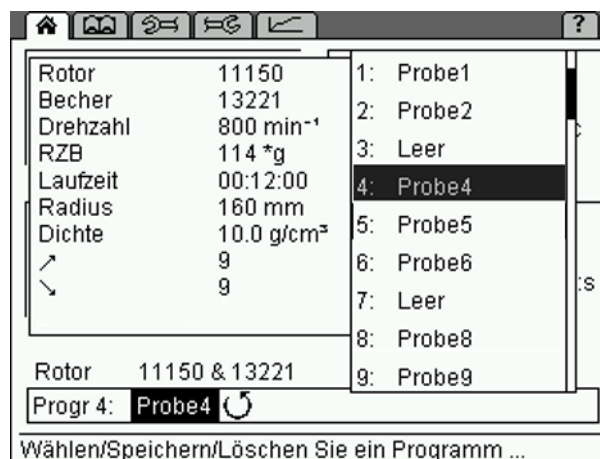 ?
Rotor 11150
Becher 13221
Drehzahl 800 min⁻¹
RZB 114 *g
Laufzeit 00:12:00
Radius 160 mm
Dichte 10.0 g/cm³
↗ 9
↘ 9
1: Probe1
2: Probe2
3: Leer
4: Probe4
5: Probe5
6: Probe6
7: Leer
8: Probe8
9: Probe9
Rotor 11150 & 13221
Progr 4: Probe4
Wählen/Speichern/Löschen Sie ein Programm ...